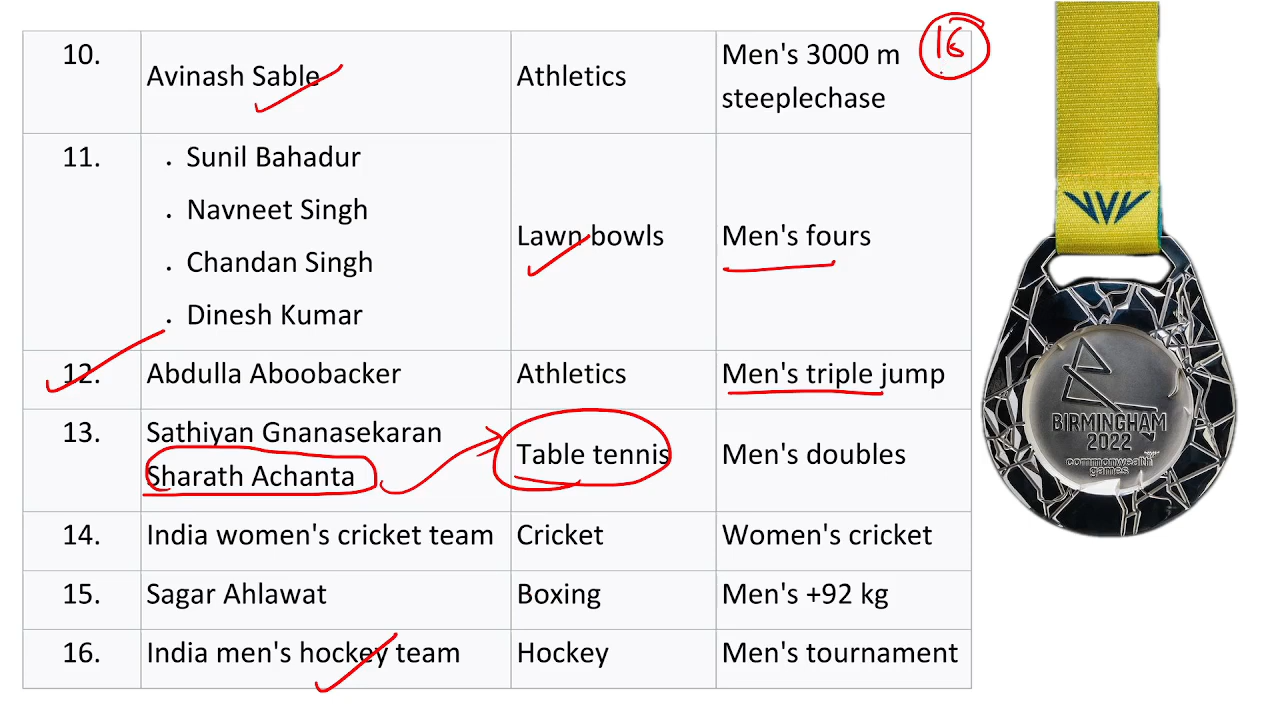 16
10.
Avinash Sable
Athletics
Men's 3000 m
steeplechase
11.
. Sunil Bahadur
. Navneet Singh
. Chandan Singh
. Dinesh Kumar
Lawn bowls
Men's fours
12.
Abdulla Aboobacker
Athletics
Men's triple jump
13.
Sathiyan Gnanasekaran
Sharath Achanta
Table tennis
Men's doubles
14.
India women's cricket team
Cricket
Women's cricket
15.
Sagar Ahlawat
Boxing
Men's +92 kg
16.
India men's hockey team
Hockey
Men's tournament
BIRMINGHAM
2022
commonwealth
games